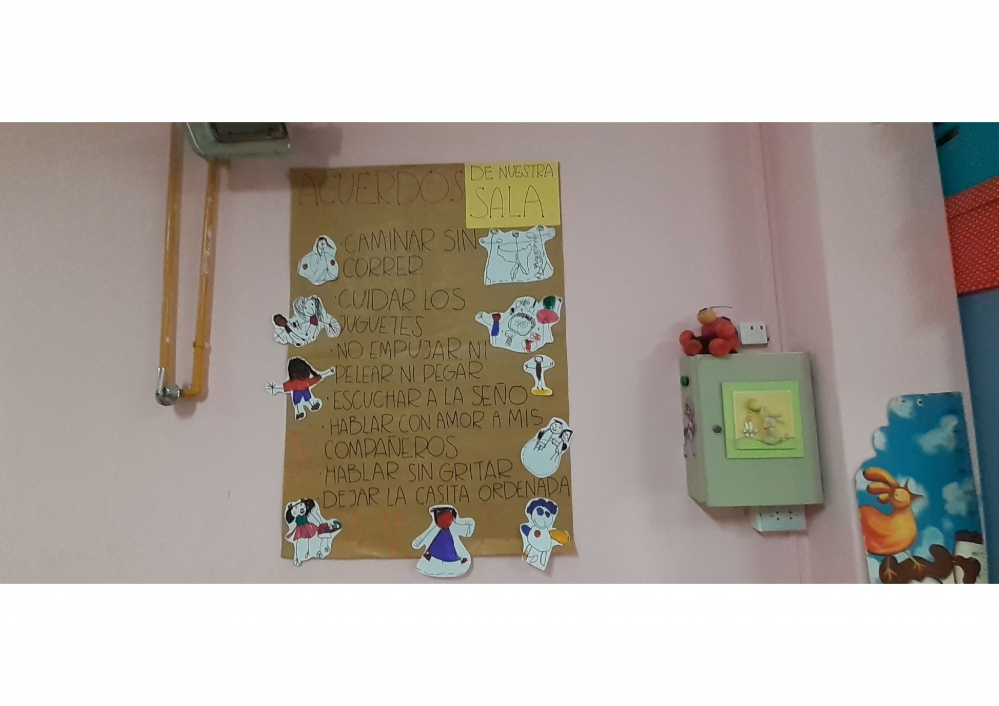 ACUERDOS DE NUESTRA
SALA
·CAMINAR SIN
CORRER
·CUIDAR LOS
JUGUETES
·NO EMPUJAR NI
PELEAR NI PEGAR
·ESCUCHAR A LA SEÑO
·HABLAR CON AMOR A MIS
COMPAÑEROS
·HABLAR SIN GRITAR
·DEJAR LA CASITA ORDENADA